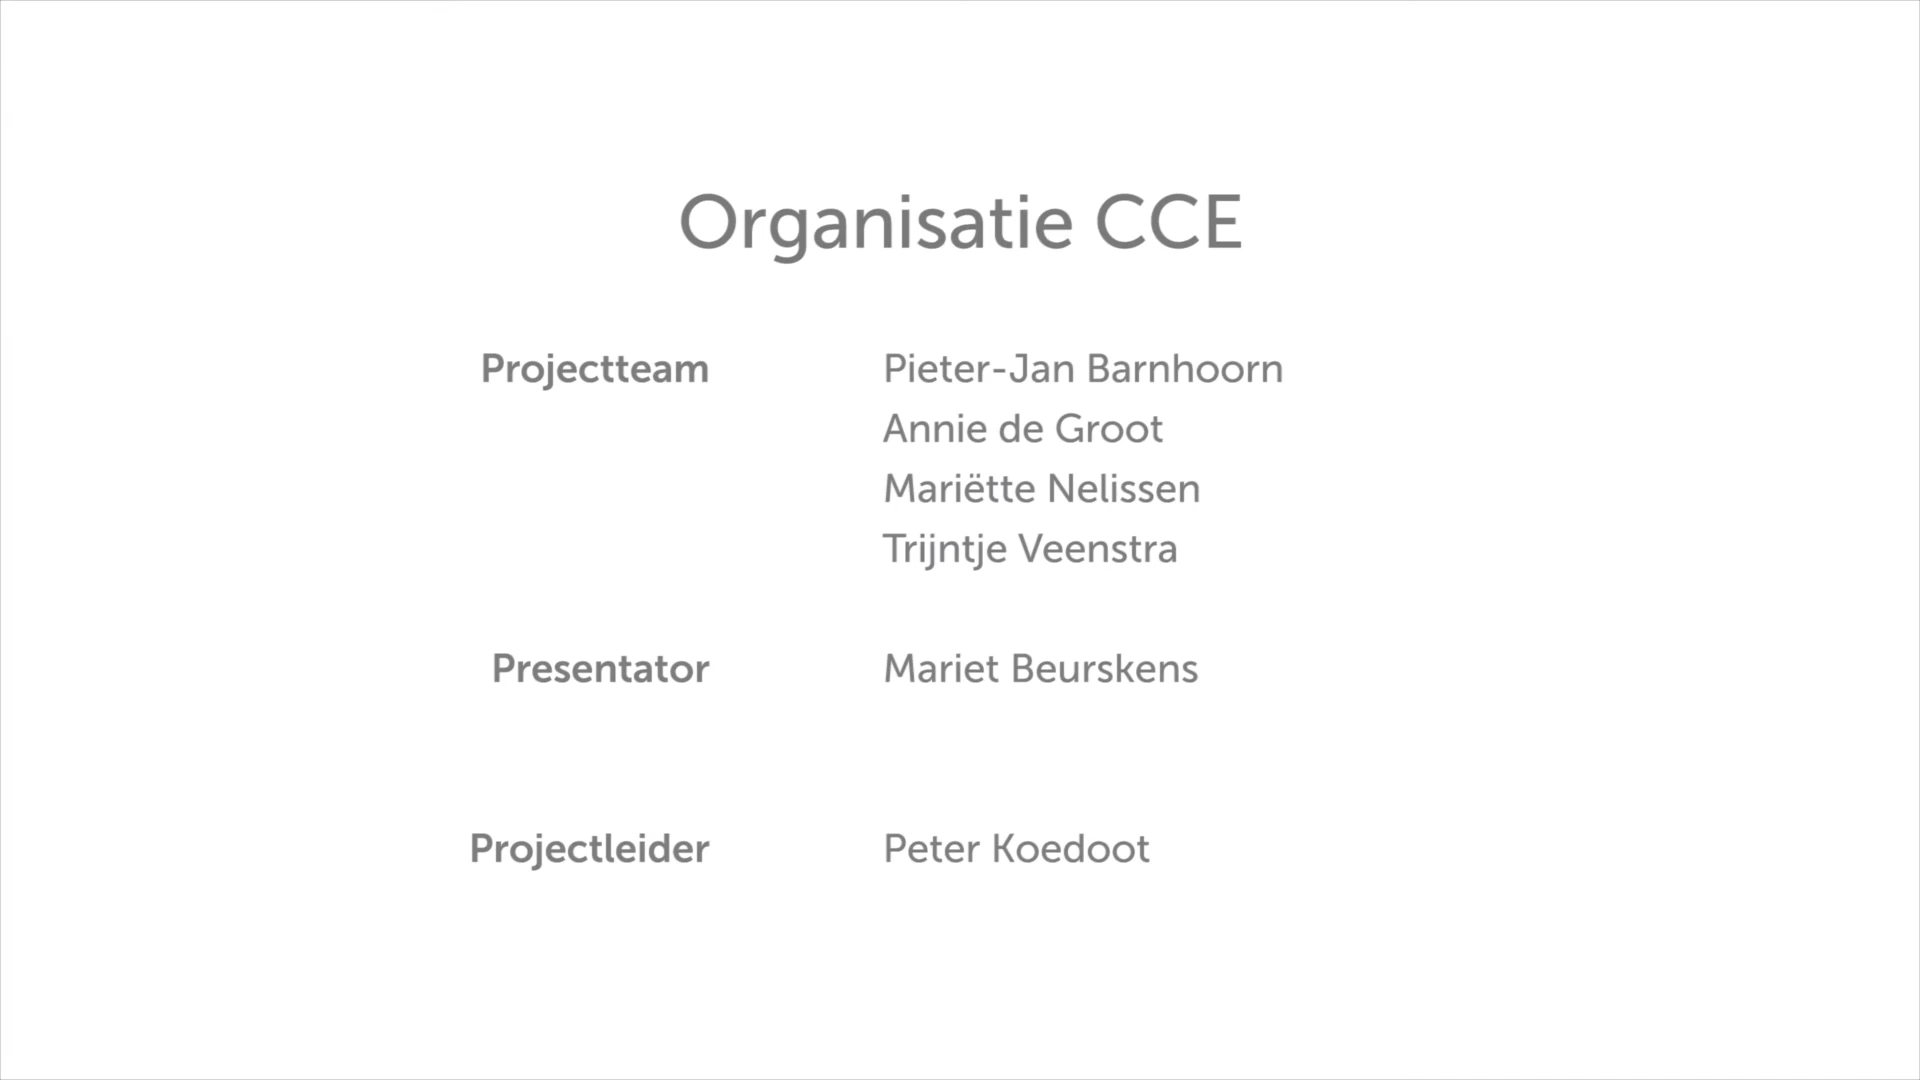 Organisatie CCE
Projectteam Pieter-Jan Barnhoorn
Annie de Groot
Mariëtte Nelissen
Trijntje Veenstra
Presentator Mariet Beurskens
Projectleider Peter Koedoot